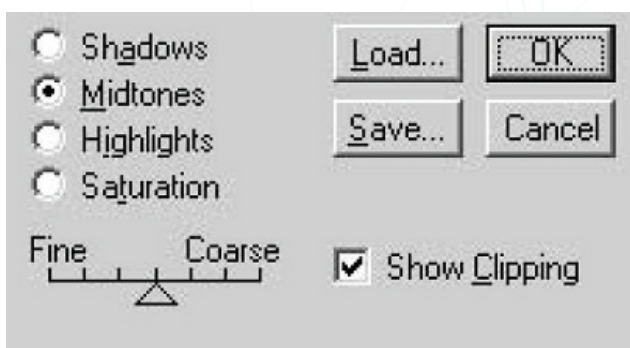 Shadows
Midtones
Highlights
Saturation
Load...
OK
Save...
Cancel
Fine Coarse
Show Clipping